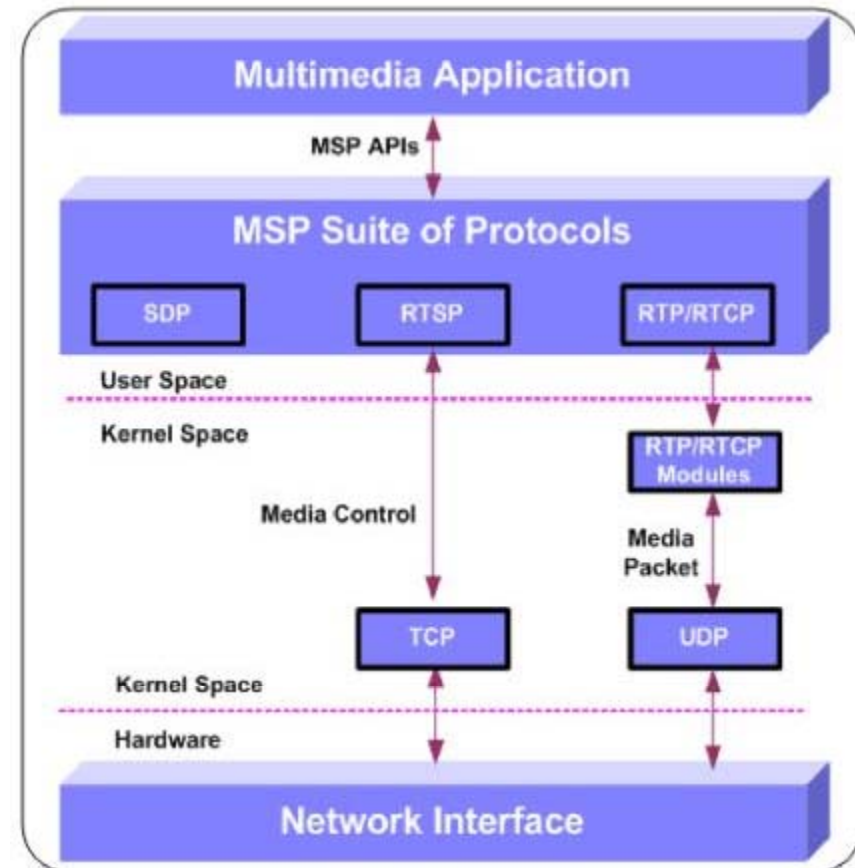 Multimedia Application
MSP APIs
MSP Suite of Protocols
SDP
RTSP
RTP/RTCP
User Space
Kernel Space
RTP/RTCP
Modules
Media Control
Media
Packet
TCP
UDP
Kernel Space
Hardware
Network Interface